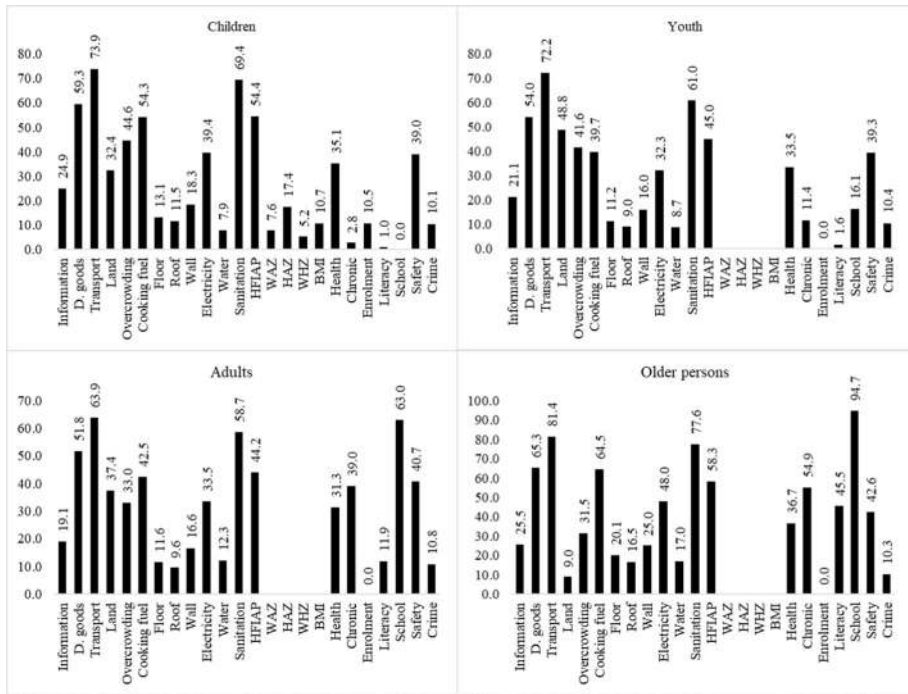 Children
80.0
70.0
60.0
50.0
40.0
30.0
20.0
10.0
0.0
24.9
59.3
73.9
32.4
44.6
54.3
13.1
11.5
18.3
39.4
7.9
69.4
54.4
7.6
17.4
5.2
10.7
35.1
2.8
10.5
1.0
0.0
39.0
10.1
Information
D. goods
Transport
Land
Overcrowding
Cooking fuel
Floor
Roof
Wall
Electricity
Water
Sanitation
HFIAP
WAZ
HAZ
WHZ
BMI
Health
Chronic
Enrolment
Literacy
School
Safety
Crime
Youth
80.0
70.0
60.0
50.0
40.0
30.0
20.0
10.0
0.0
21.1
54.0
72.2
48.8
41.6
39.7
11.2
9.0
16.0
32.3
8.7
61.0
45.0
33.5
11.4
0.0
1.6
16.1
39.3
10.4
Information
D. goods
Transport
Land
Overcrowding
Cooking fuel
Floor
Roof
Wall
Electricity
Water
Sanitation
HFIAP
WAZ
HAZ
WHZ
BMI
Health
Chronic
Enrolment
Literacy
School
Safety
Crime
Adults
70.0
60.0
50.0
40.0
30.0
20.0
10.0
0.0
19.1
51.8
63.9
37.4
33.0
42.5
11.6
9.6
16.6
33.5
12.3
58.7
44.2
31.3
39.0
0.0
11.9
63.0
40.7
10.8
Information
D. goods
Transport
Land
Overcrowding
Cooking fuel
Floor
Roof
Wall
Electricity
Water
Sanitation
HFIAP
WAZ
HAZ
WHZ
BMI
Health
Chronic
Enrolment
Literacy
School
Safety
Crime
Older persons
100.0
90.0
80.0
70.0
60.0
50.0
40.0
30.0
20.0
10.0
0.0
25.5
65.3
81.4
9.0
31.5
64.5
20.1
16.5
25.0
48.0
17.0
77.6
58.3
36.7
54.9
0.0
45.5
94.7
42.6
10.3
Information
D. goods
Transport
Land
Overcrowding
Cooking fuel
Floor
Roof
Wall
Electricity
Water
Sanitation
HFIAP
WAZ
HAZ
WHZ
BMI
Health
Chronic
Enrolment
Literacy
School
Safety
Crime